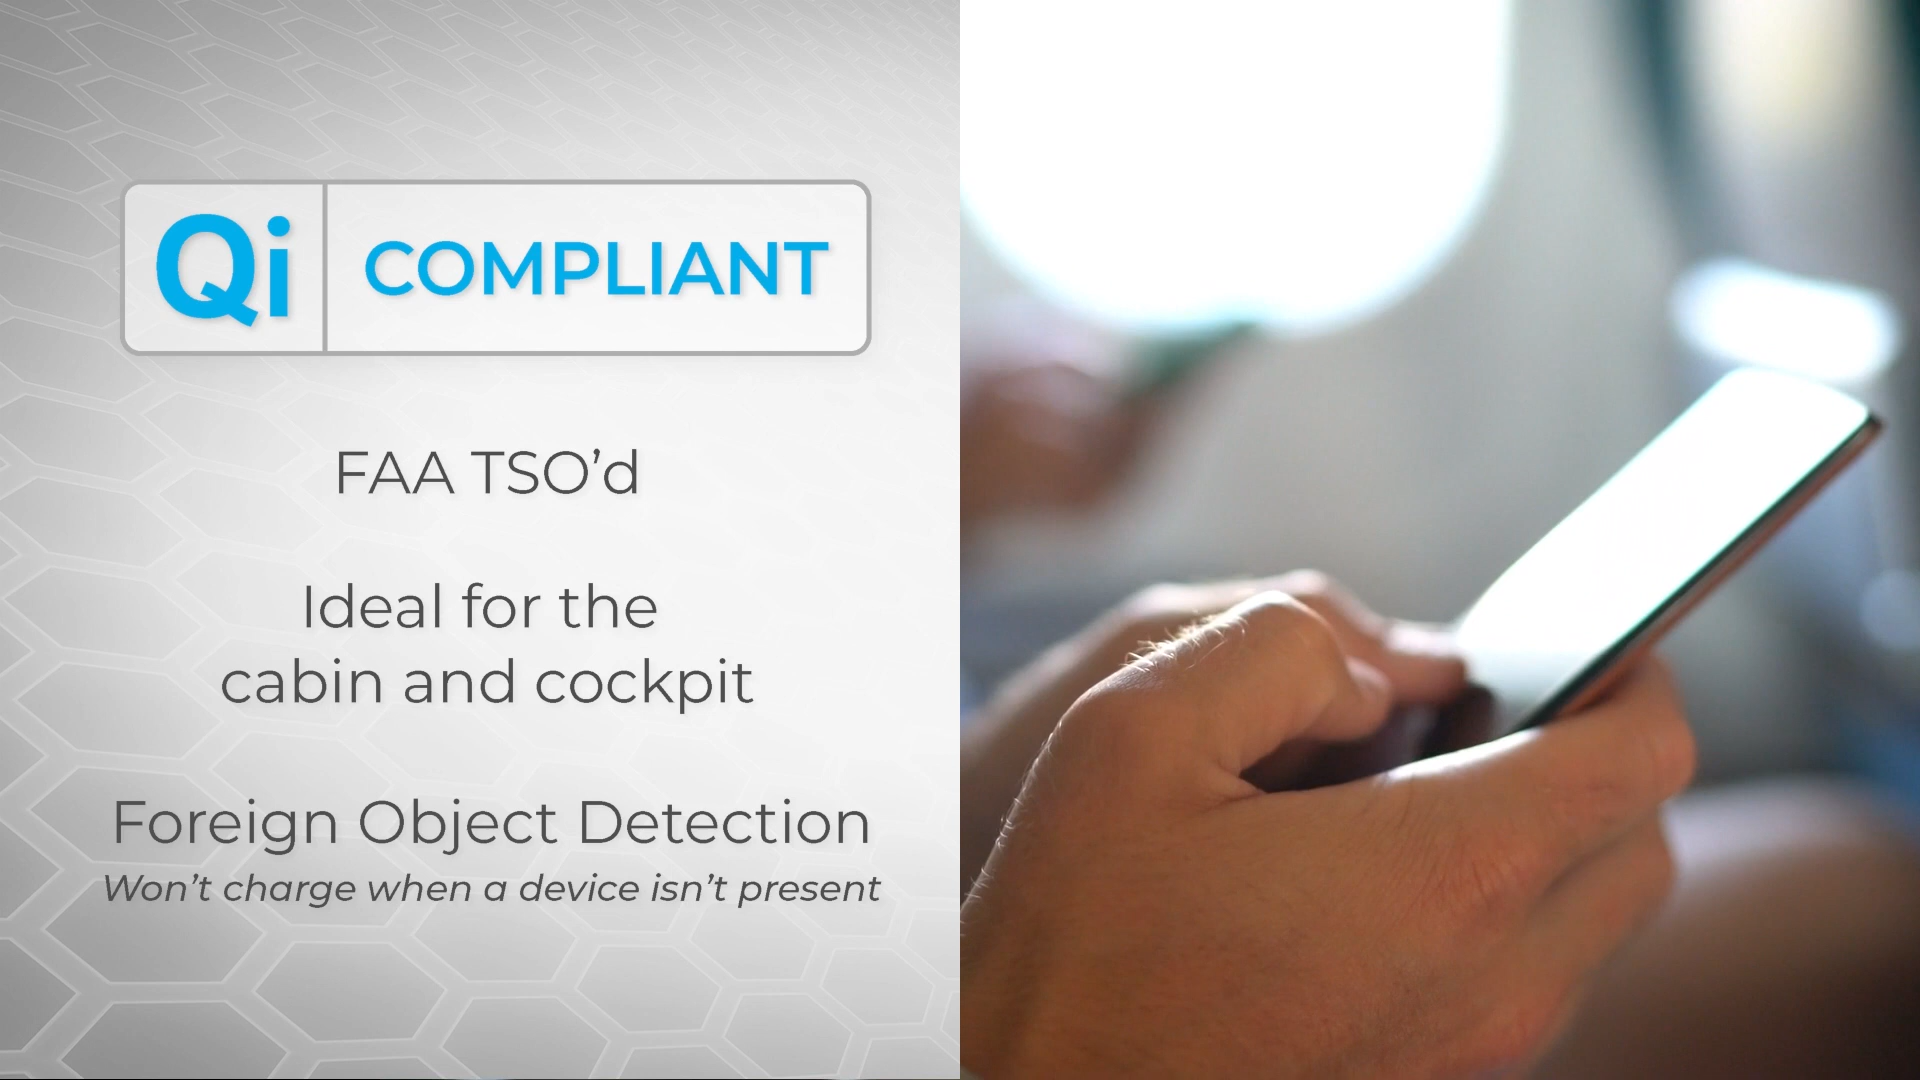 Qi COMPLIANT
FAA TSO’d
Ideal for the
cabin and cockpit
Foreign Object Detection
Won’t charge when a device isn’t present